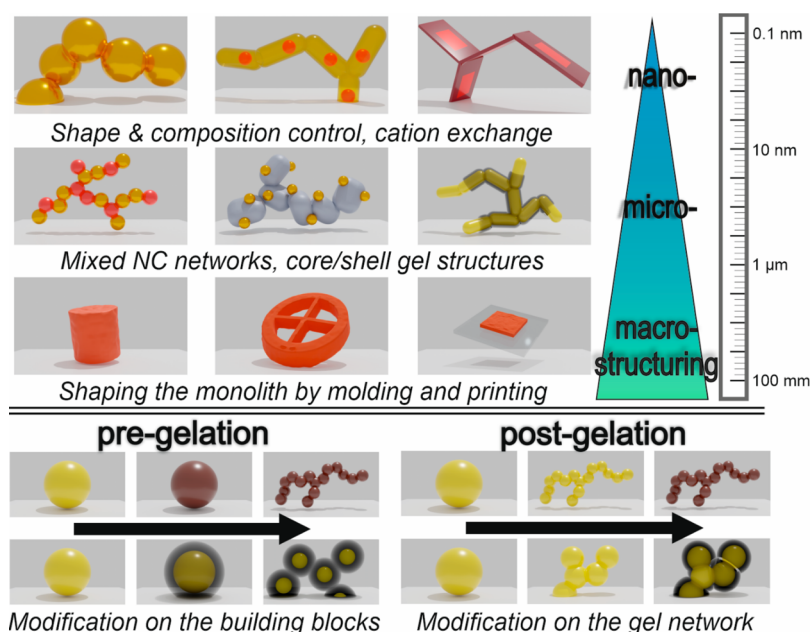 Shape & composition control, cation exchange
Mixed NC networks, core/shell gel structures
Shaping the monolith by molding and printing
nano-
micro-
macro-
structuring
0.1 nm
10 nm
1 µm
100 mm
pre-gelation
post-gelation
Modification on the building blocks
Modification on the gel network